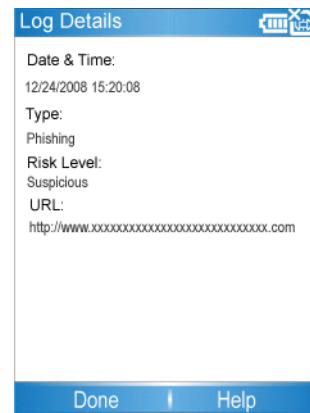 Log Details
Date & Time:
12/24/2008 15:20:08
Type:
Phishing
Risk Level:
Suspicious
URL:
http://www.xxxxxxxxxxxxxxxxxxxxxxxxxxxx.com
Done
Help